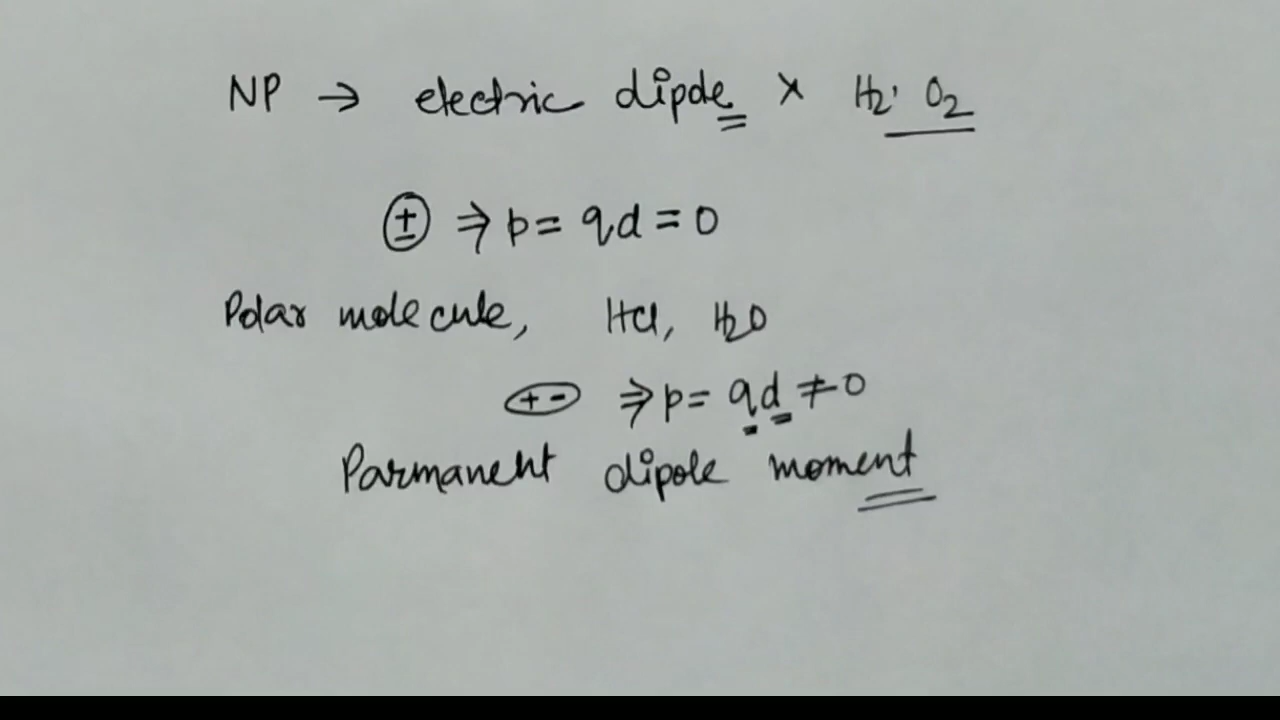 NP → electric dipole × H₂, O₂
± ⇒ p = qd = 0
Polar molecule, HCl, H₂O
+ - ⇒ p = qd ≠ 0
Parmanent dipole moment